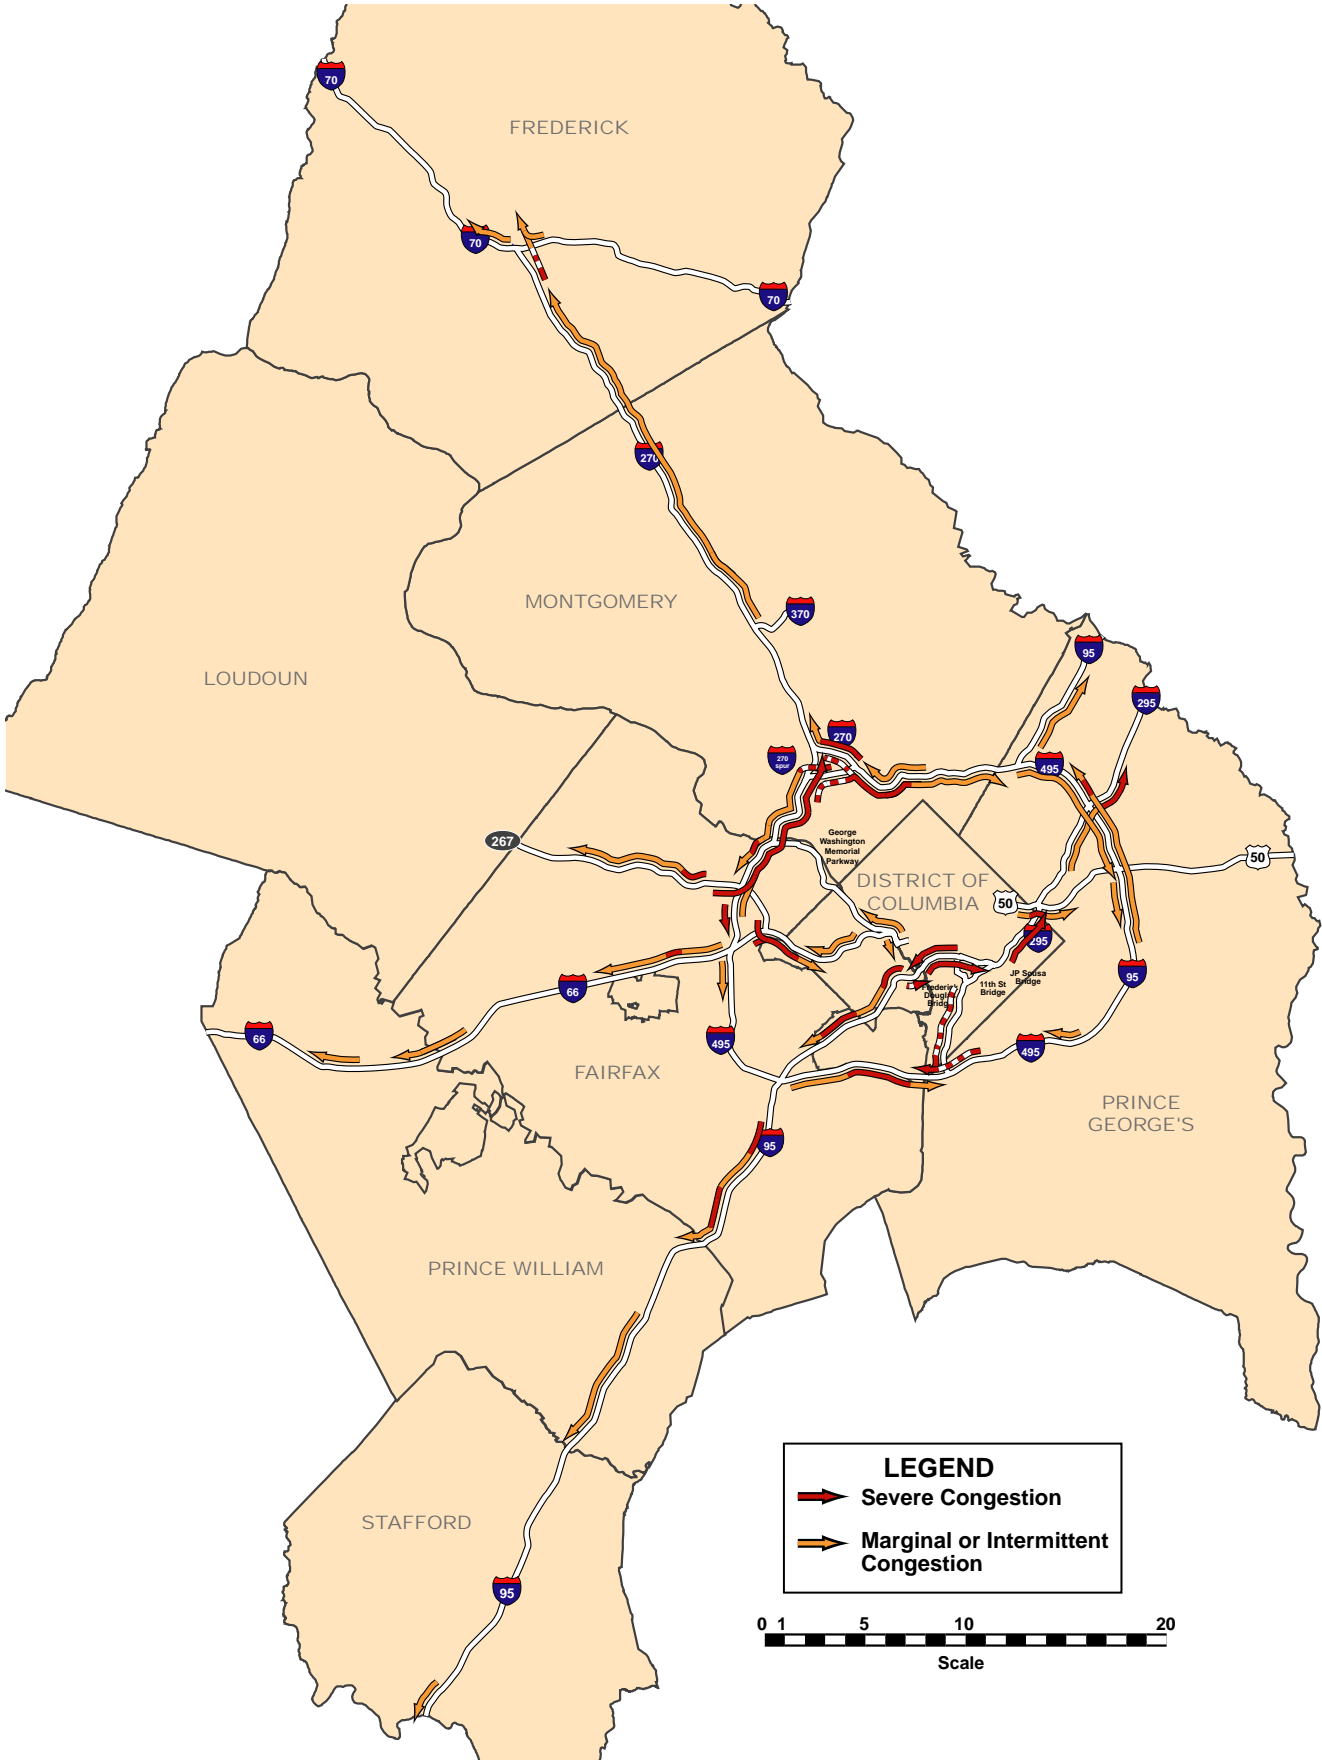 70
FREDERICK
70
70
270
MONTGOMERY
370
95
LOUDOUN
295
270
270
spur
495
267
George
Washington
Memorial
Parkway
50
DISTRICT OF
COLUMBIA
50
295
JP Sousa
Bridge
11th St
Bridge
95
66
66
495
495
FAIRFAX
PRINCE
GEORGE'S
95
PRINCE WILLIAM
LEGEND
Severe Congestion
Marginal or Intermittent
Congestion
STAFFORD
95
0 1 5 10 20
Scale